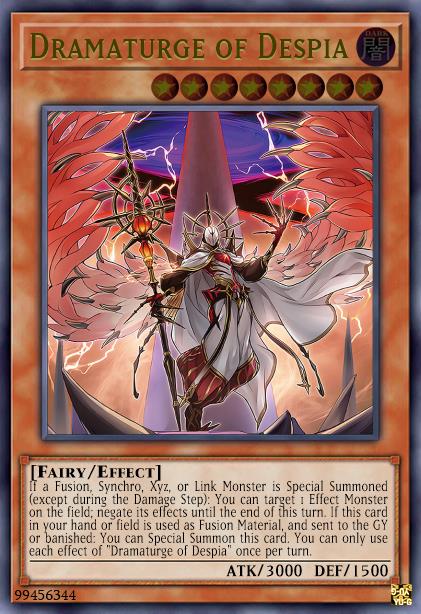 DRAMATURGE OF DESPIA
DARK
闇
[FAIRY/EFFECT]
If a Fusion, Synchro, Xyz, or Link Monster is Special Summoned
(except during the Damage Step): You can target 1 Effect Monster
on the field; negate its effects until the end of this turn. If this card
in your hand or field is used as Fusion Material, and sent to the GY
or banished: You can Special Summon this card. You can only use
each effect of "Dramaturge of Despia" once per turn.
ATK/3000 DEF/1500
99456344